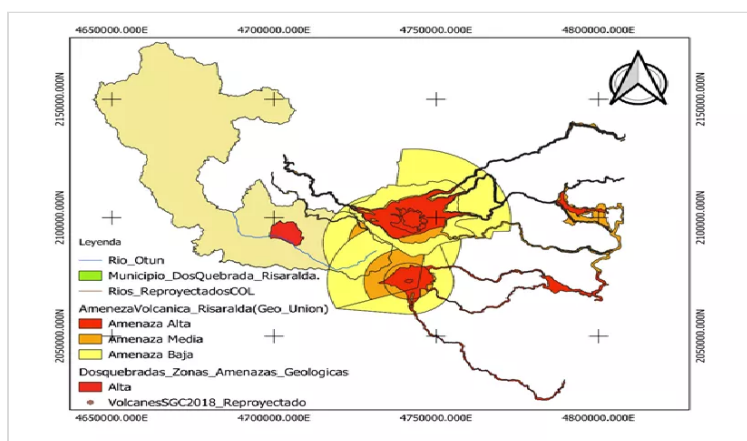 4650000.000E 4700000.000E 4750000.000E 4800000.000E
2150000.000N
2150000.000N
2100000.000N
2100000.000N
2050000.000N
2050000.000N
Leyenda
Rio_Otun
Municipio_DosQuebrada_Risaralda.
Rios_ReproyectadosCOL
AmenezaVolcanica_Risaralda(Geo_Union)
Amenaza Alta
Amenaza Media
Amenaza Baja
Dosquebradas_Zonas_Amenazas_Geologicas
Alta
VolcanesSGC2018_Reproyectado
4650000.000E 4700000.000E 4750000.000E 4800000.000E